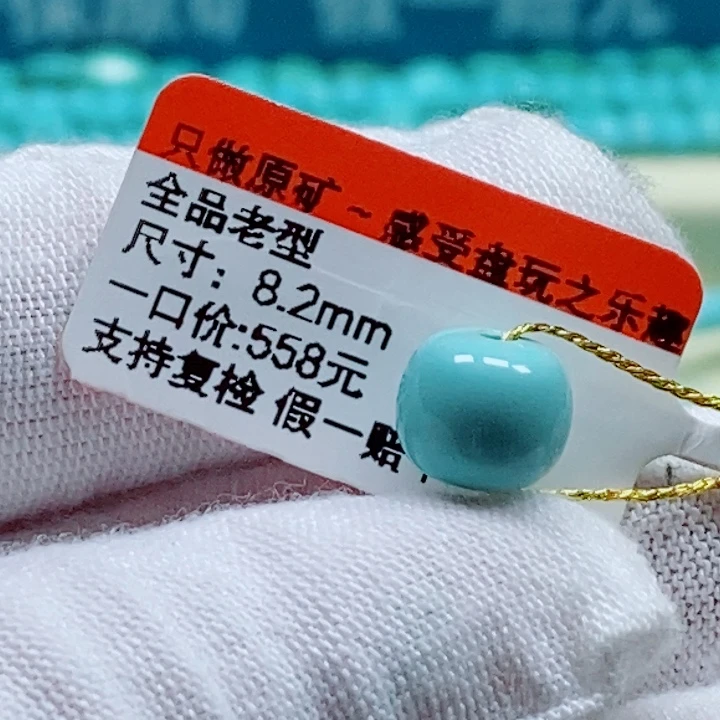 只做原矿~感受盘玩之乐趣
全品老型
尺寸：8.2mm
一口价:558元
支持复检 假一赔